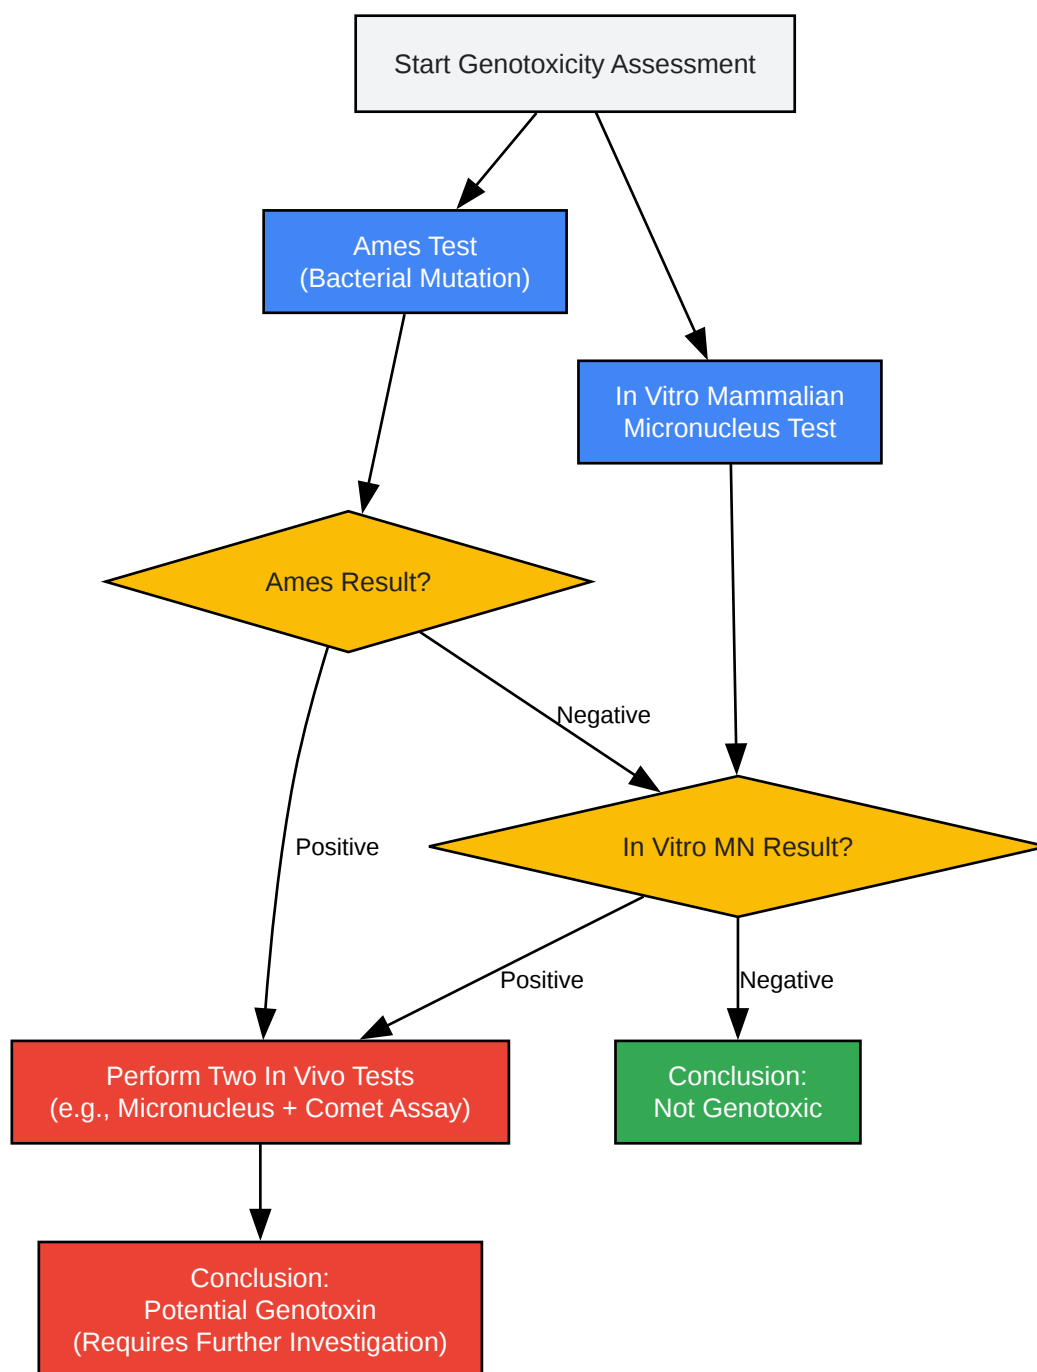 Start Genotoxicity Assessment
Ames Test
(Bacterial Mutation)
In Vitro Mammalian
Micronucleus Test
Ames Result?
Negative
Positive
In Vitro MN Result?
Positive
Negative
Perform Two In Vivo Tests
(e.g., Micronucleus + Comet Assay)
Conclusion:
Not Genotoxic
Conclusion:
Potential Genotoxin
(Requires Further Investigation)